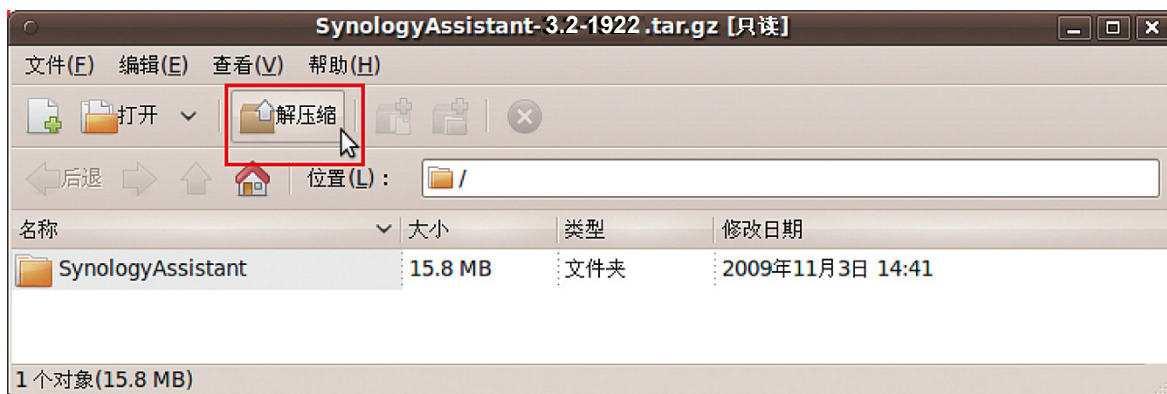 SynologyAssistant-3.2-1922.tar.gz [只读]
文件(F) 编辑(E) 查看(V) 帮助(H)
打开 解压缩
后退 位置(L)： /
名称 大小 类型 修改日期
SynologyAssistant 15.8 MB 文件夹 2009年11月3日 14:41
1 个对象(15.8 MB)